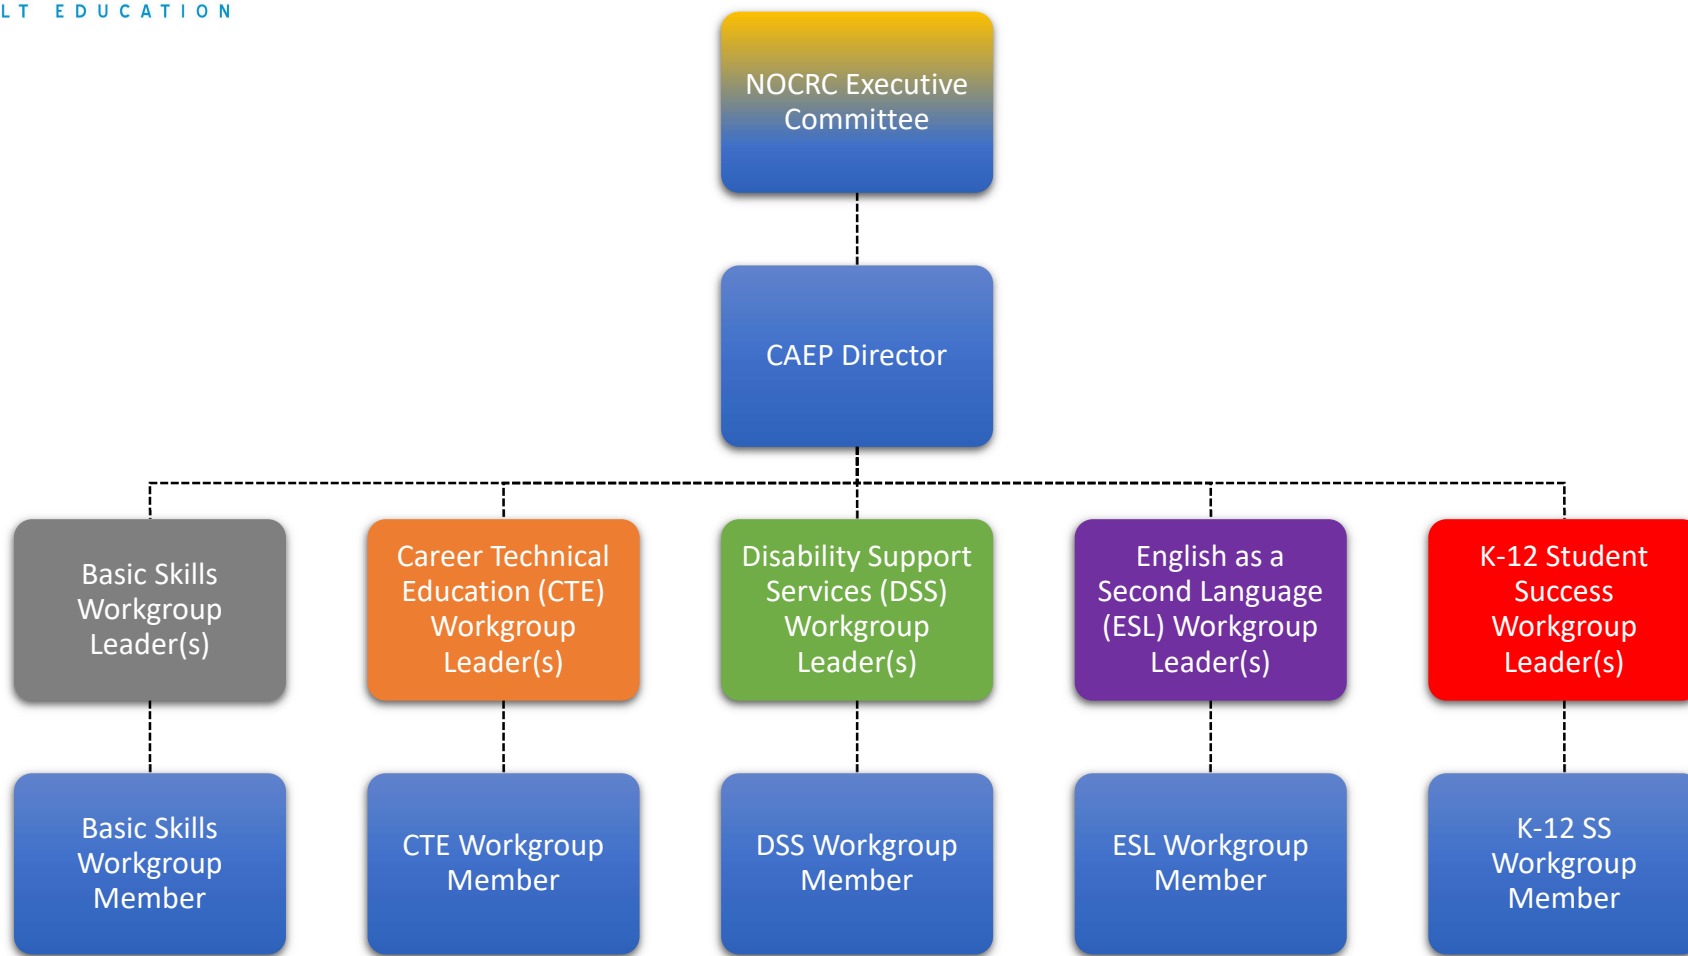 LT EDUCATION
NOCRC Executive
Committee
CAEP Director
Basic Skills
Workgroup
Leader(s)
Career Technical
Education (CTE)
Workgroup
Leader(s)
Disability Support
Services (DSS)
Workgroup
Leader(s)
English as a
Second Language
(ESL) Workgroup
Leader(s)
K-12 Student
Success
Workgroup
Leader(s)
Basic Skills
Workgroup
Member
CTE Workgroup
Member
DSS Workgroup
Member
ESL Workgroup
Member
K-12 SS
Workgroup
Member